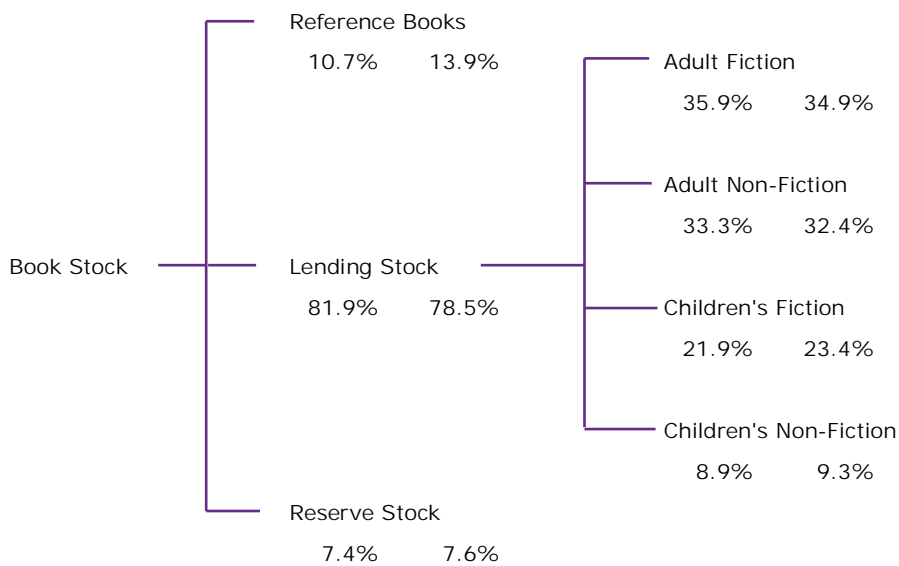 Reference Books
10.7% 13.9%
Adult Fiction
35.9% 34.9%
Adult Non-Fiction
33.3% 32.4%
Book Stock
Lending Stock
81.9% 78.5%
Children's Fiction
21.9% 23.4%
Children's Non-Fiction
8.9% 9.3%
Reserve Stock
7.4% 7.6%